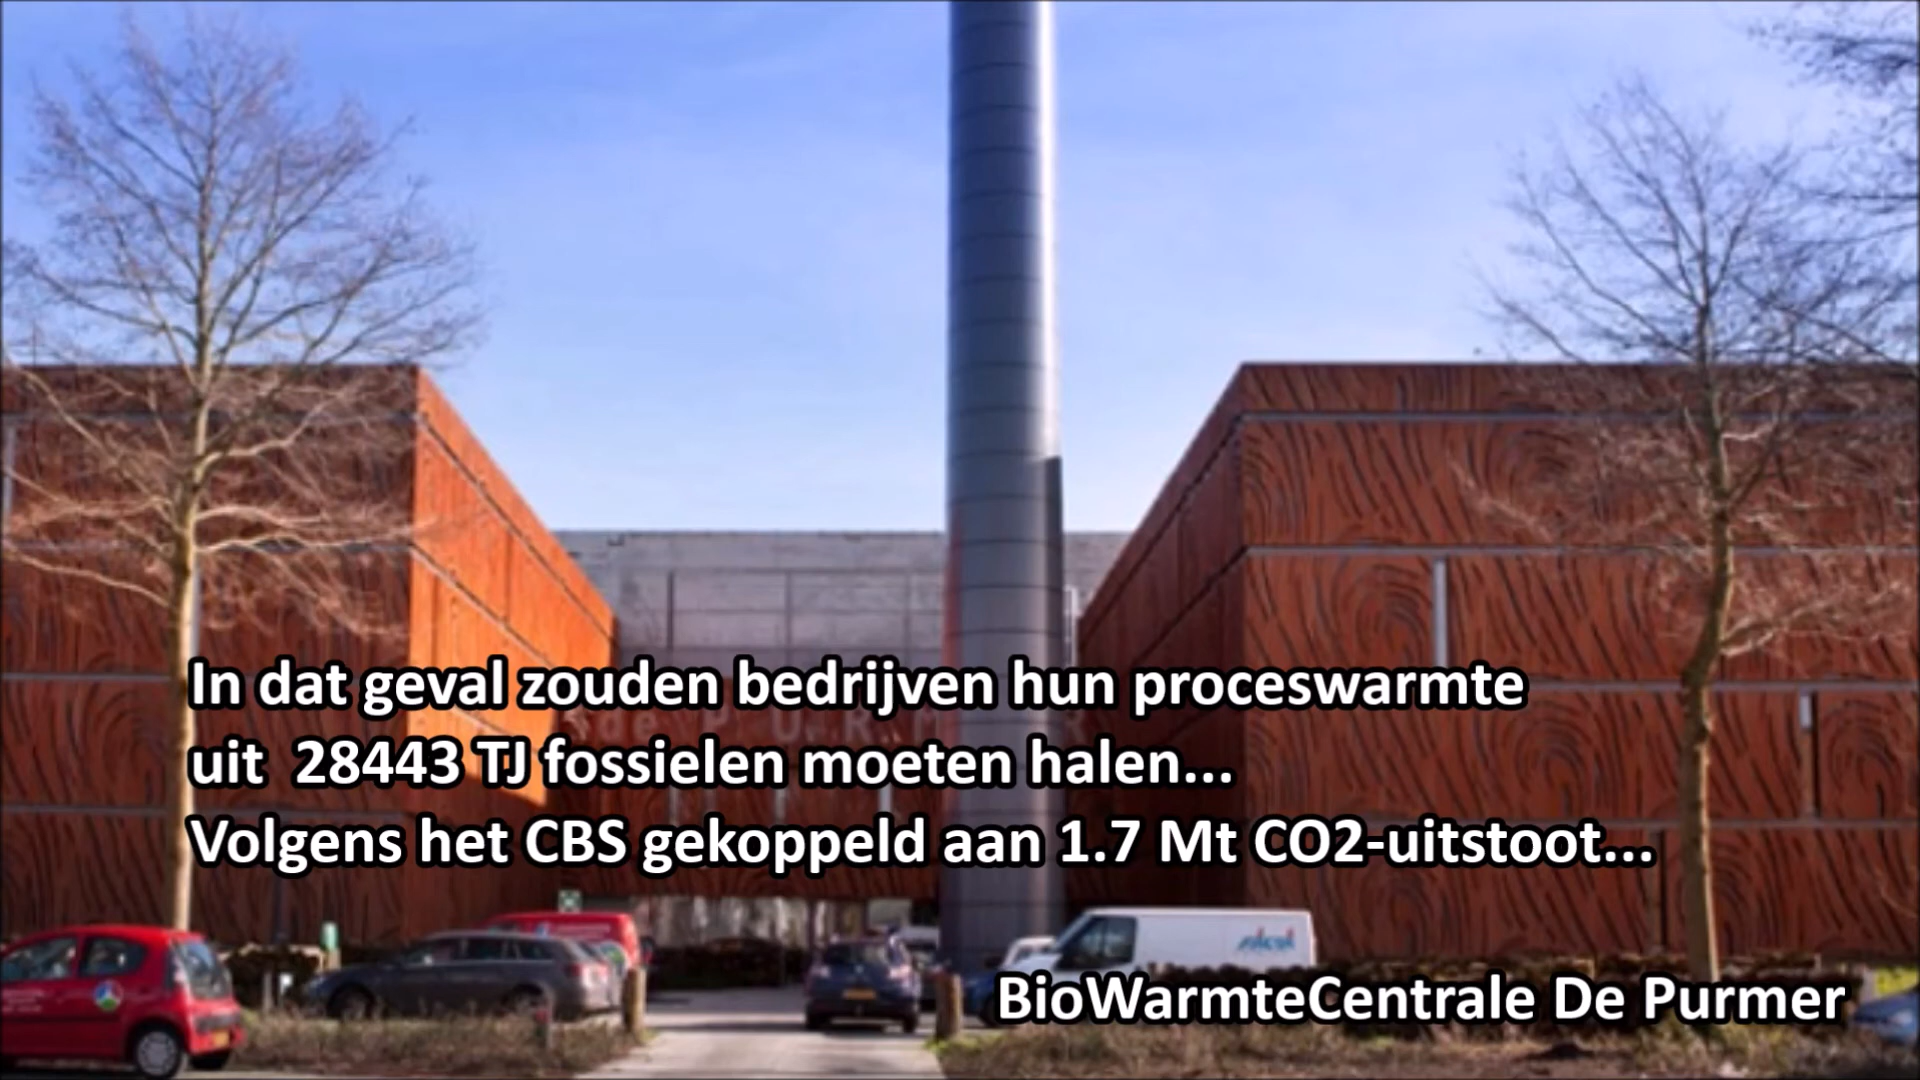 In dat geval zouden bedrijven hun proceswarmte
uit 28443 TJ fossielen moeten halen...
Volgens het CBS gekoppeld aan 1.7 Mt CO2-uitstoot...
BioWarmteCentrale De Purmer